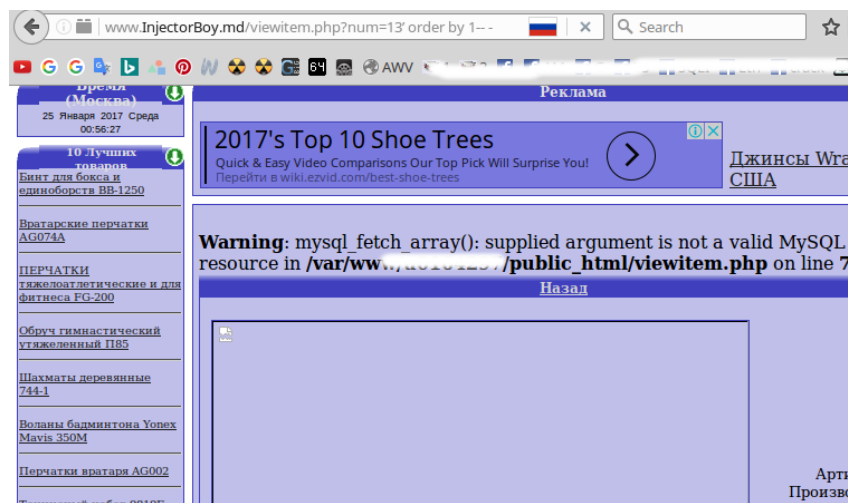 www.InjectorBoy.md/viewitem.php?num=13' order by 1-- -
Search
64
AWV
Время
(Москва)
25 Января 2017 Среда
00:56:27
10 Лучших
товаров
Бинт для бокса и
единоборств BB-1250
Вратарские перчатки
AG074A
ПЕРЧАТКИ
тяжелоатлетические и для
фитнеса FG-200
Обруч гимнастический
утяжеленный П85
Шахматы деревянные
744-1
Воланы бадминтона Yonex
Mavis 350M
Перчатки вратаря AG002
Реклама
2017's Top 10 Shoe Trees
Quick & Easy Video Comparisons Our Top Pick Will Surprise You!
Перейти в wiki.ezvid.com/best-shoe-trees
Джинсы Wra
США
Warning: mysql_fetch_array(): supplied argument is not a valid MySQL
resource in /var/www/ /public_html/viewitem.php on line 7
Назад
Арти
Произво